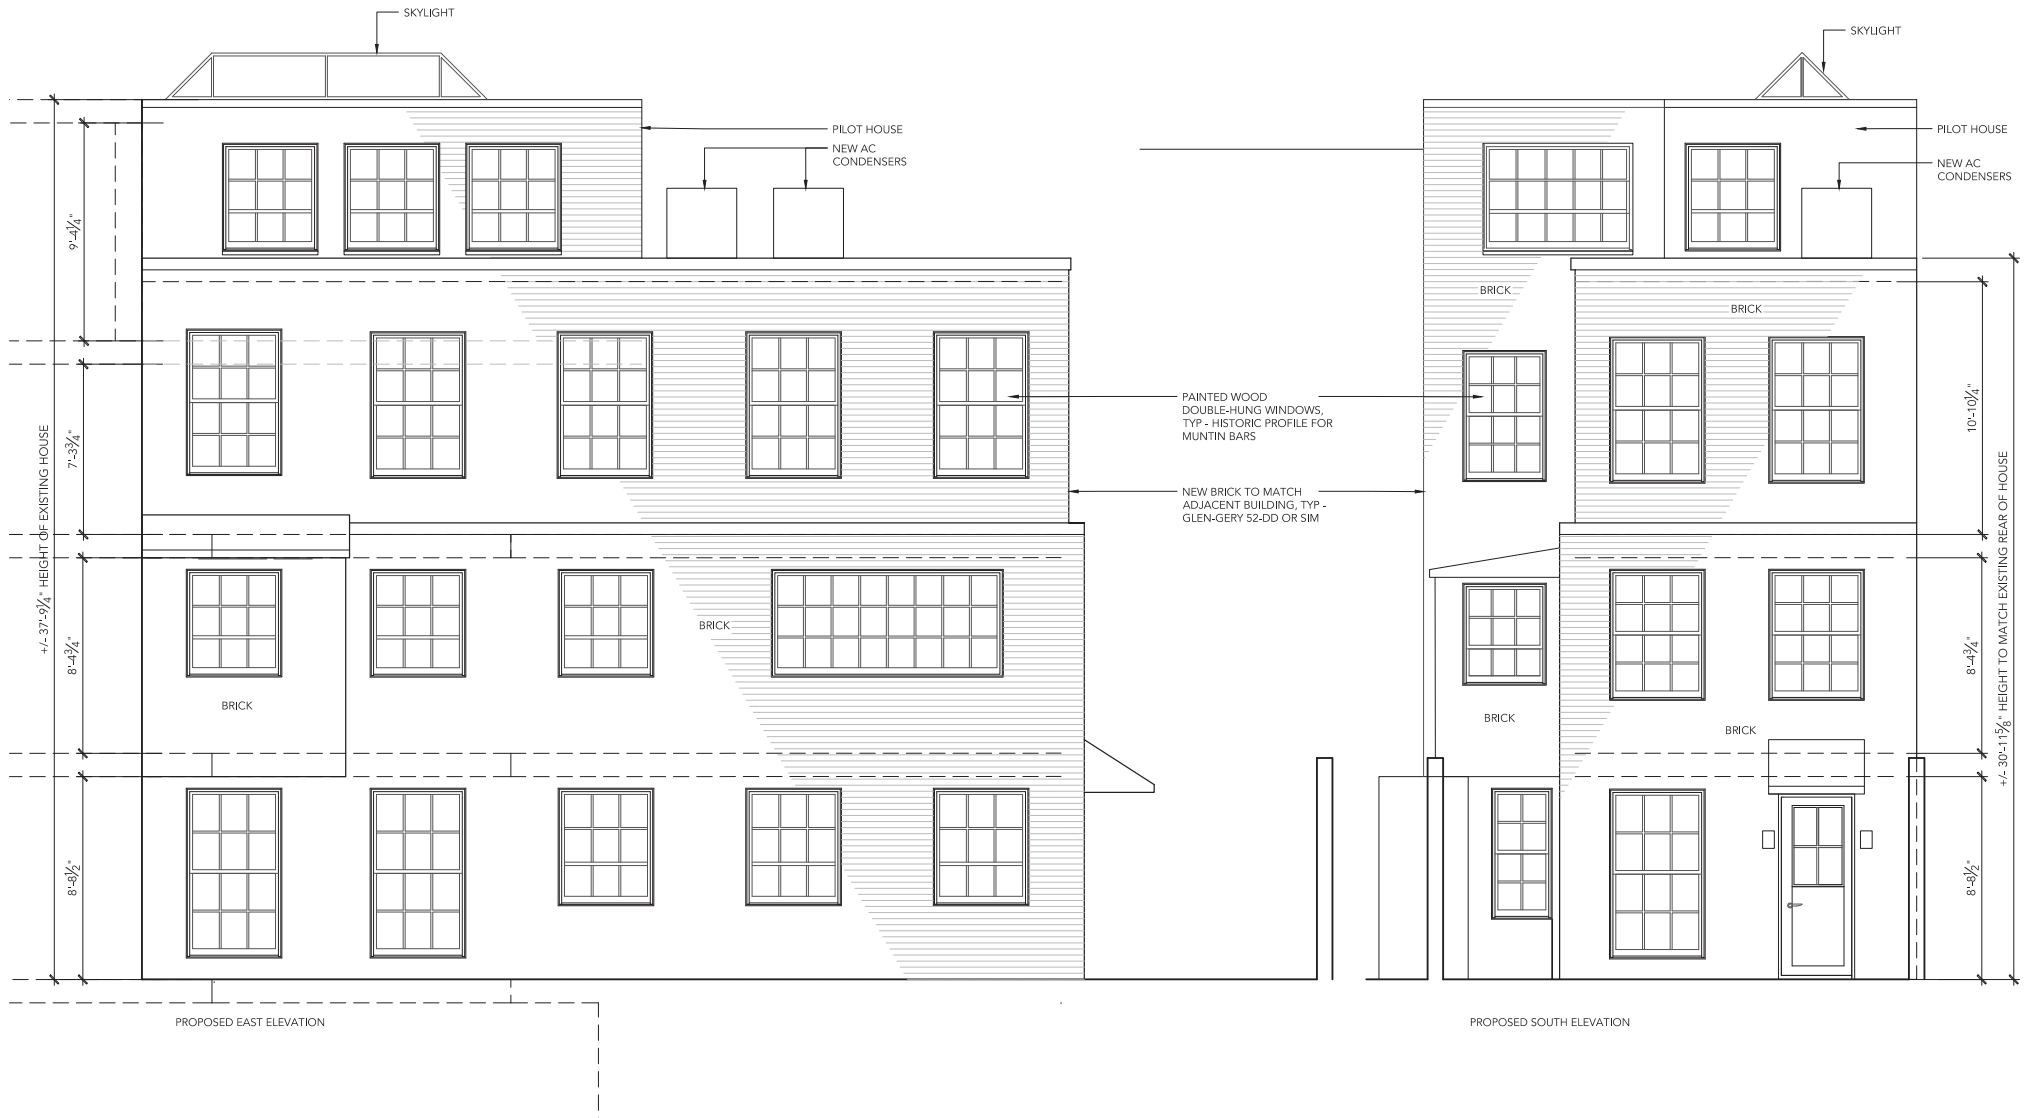 SKYLIGHT
SKYLIGHT
PILOT HOUSE
NEW AC
CONDENSERS
PILOT HOUSE
NEW AC
CONDENSERS
9'-4¼"
7'-3¾"
8'-4¾"
8'-8½"
+/- 37'-9¼" HEIGHT OF EXISTING HOUSE
BRICK
BRICK
PAINTED WOOD
DOUBLE-HUNG WINDOWS,
TYP - HISTORIC PROFILE FOR
MUNTIN BARS
NEW BRICK TO MATCH
ADJACENT BUILDING, TYP -
GLEN-GERY 52-DD OR SIM
BRICK
BRICK
BRICK
BRICK
10'-10¼"
8'-4¾"
8'-8½"
+/- 30'-11⅝" HEIGHT TO MATCH EXISTING REAR OF HOUSE
PROPOSED EAST ELEVATION
PROPOSED SOUTH ELEVATION